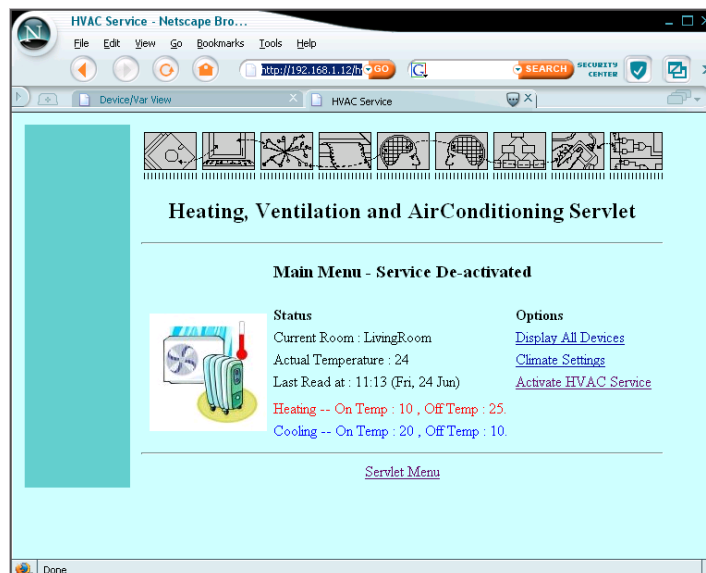 HVAC Service - Netscape Bro...
File Edit View Go Bookmarks Tools Help
http://192.168.1.12/h GO G SEARCH SECURITY CENTER
Device/Var View HVAC Service
Heating, Ventilation and AirConditioning Servlet
Main Menu - Service De-activated
Status Options
Current Room : LivingRoom Display All Devices
Actual Temperature : 24 Climate Settings
Last Read at : 11:13 (Fri, 24 Jun) Activate HVAC Service
Heating -- On Temp : 10 , Off Temp : 25.
Cooling -- On Temp : 20 , Off Temp : 10.
Servlet Menu
Done